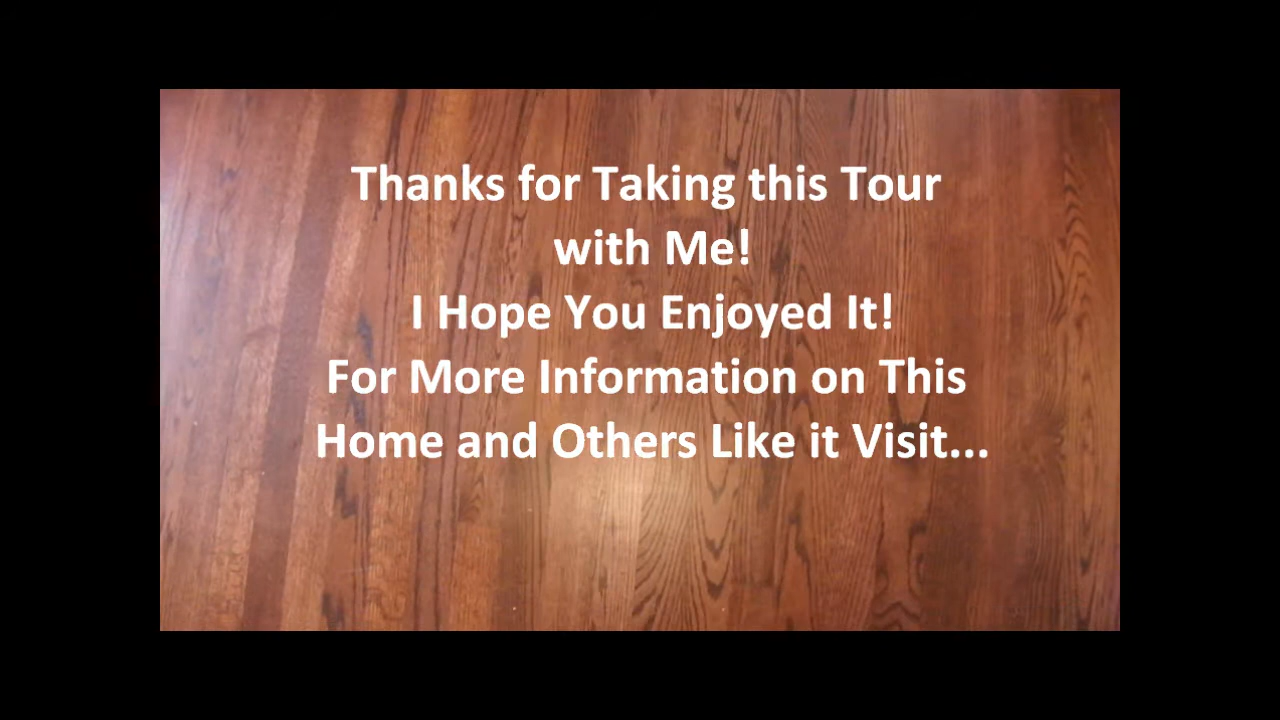 Thanks for Taking this Tour
with Me!
I Hope You Enjoyed It!
For More Information on This
Home and Others Like it Visit...